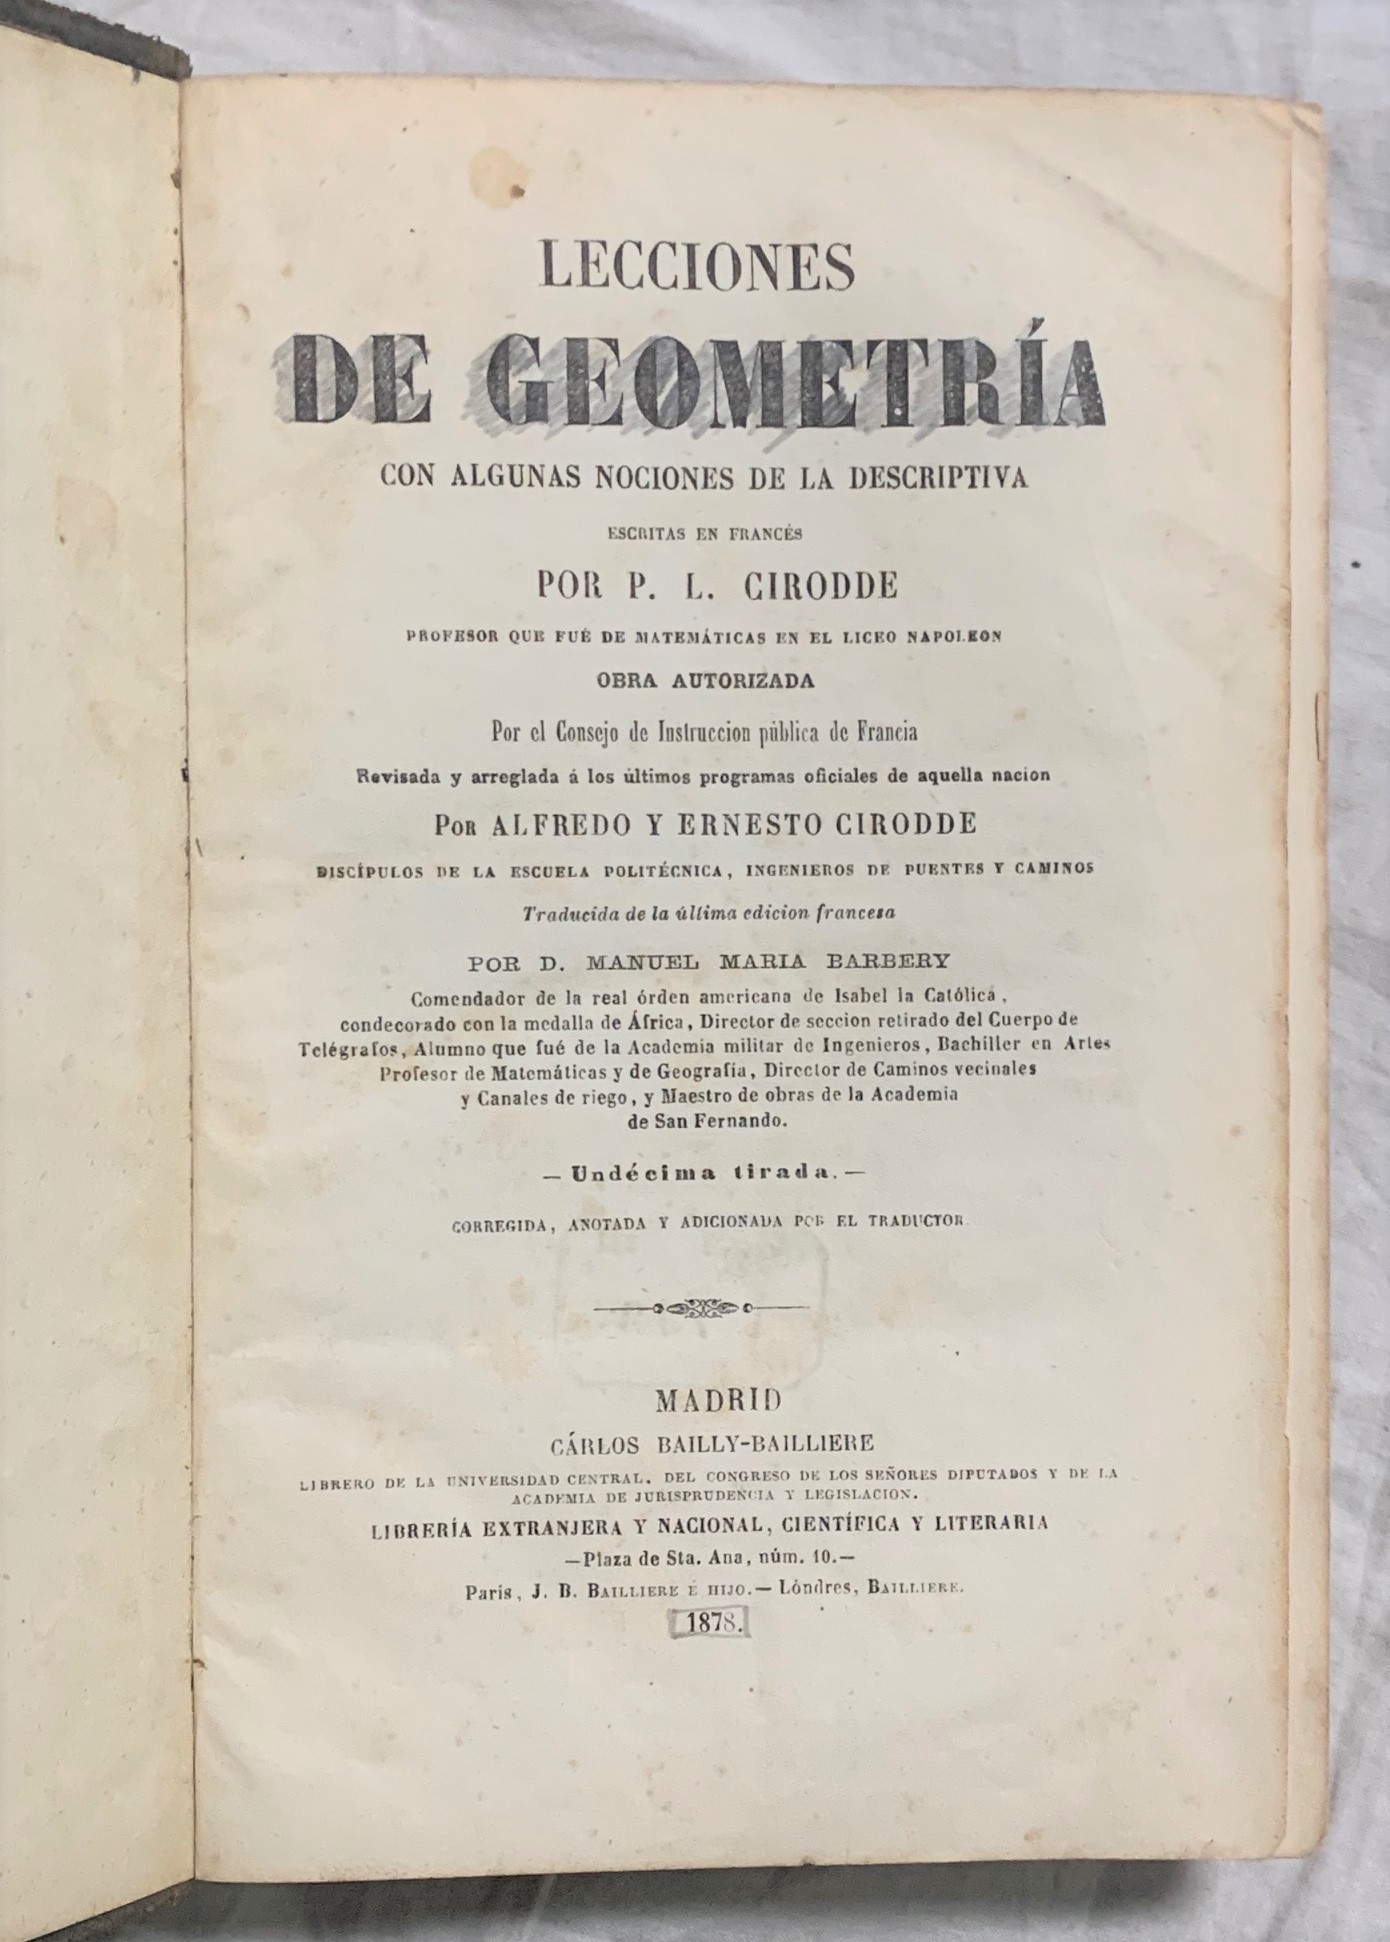 LECCIONES
DE GEOMETRÍA
CON ALGUNAS NOCIONES DE LA DESCRIPTIVA
ESCRITAS EN FRANCÉS
POR P. L. CIRODDE
PROFESOR QUE FUÉ DE MATEMÁTICAS EN EL LICEO NAPOLEON
OBRA AUTORIZADA
Por el Consejo de Instruccion pública de Francia
Revisada y arreglada á los últimos programas oficiales de aquella nacion
POR ALFREDO Y ERNESTO CIRODDE
DISCÍPULOS DE LA ESCUELA POLITÉCNICA, INGENIEROS DE PUENTES Y CAMINOS
Traducida de la última edicion francesa
POR D. MANUEL MARIA BARBERY
Comendador de la real órden americana de Isabel la Católica,
condecorado con la medalla de África, Director de seccion retirado del Cuerpo de
Telégrafos, Alumno que fué de la Academia militar de Ingenieros, Bachiller en Artes
Profesor de Matemáticas y de Geografía, Director de Caminos vecinales
y Canales de riego, y Maestro de obras de la Academia
de San Fernando.
— Undécima tirada. —
CORREGIDA, ANOTADA Y ADICIONADA POR EL TRADUCTOR
MADRID
CÁRLOS BAILLY-BAILLIERE
LIBRERO DE LA UNIVERSIDAD CENTRAL, DEL CONGRESO DE LOS SEÑORES DIPUTADOS Y DE LA
ACADEMIA DE JURISPRUDENCIA Y LEGISLACION.
LIBRERÍA EXTRANJERA Y NACIONAL, CIENTÍFICA Y LITERARIA
—Plaza de Sta. Ana, núm. 10.—
Paris, J. B. BAILLIERE É HIJO.— Lóndres, BAILLIERE.
1878.